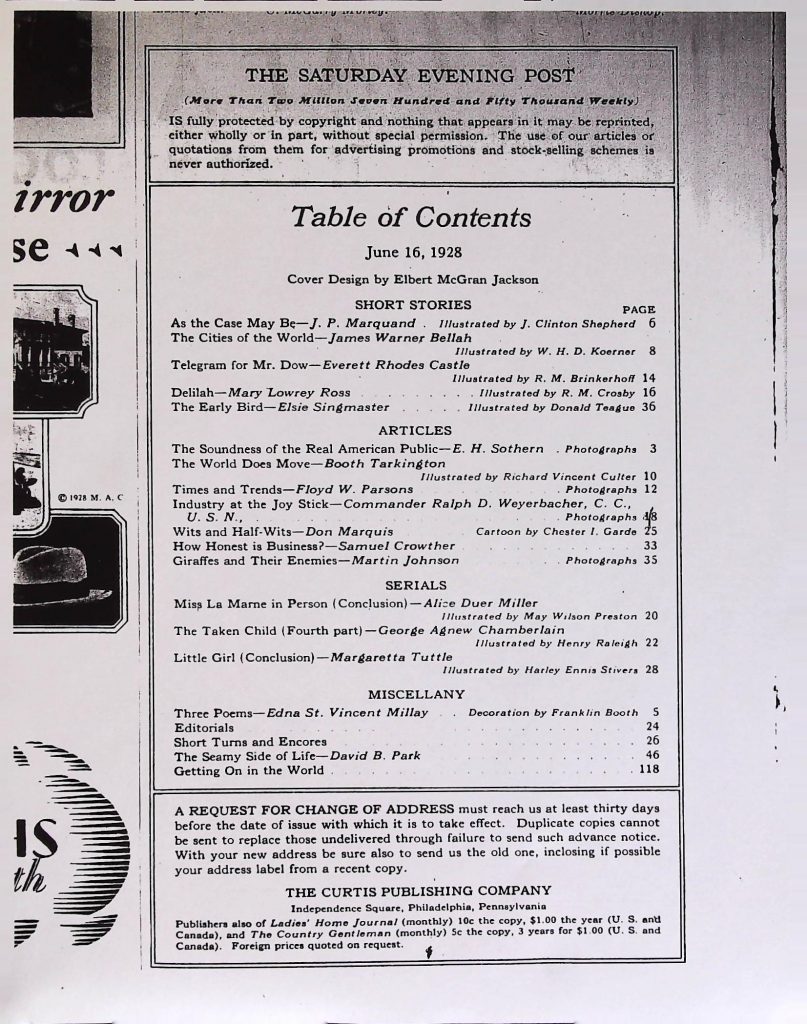 THE SATURDAY EVENING POST
(More Than Two Million Seven Hundred and Fifty Thousand Weekly)
IS fully protected by copyright and nothing that appears in it may be reprinted,
either wholly or in part, without special permission. The use of our articles or
quotations from them for advertising promotions and stock-selling schemes is
never authorized.
irror
se
© 1928 M. A. C
HS
th
Table of Contents
June 16, 1928
Cover Design by Elbert McGran Jackson
SHORT STORIES
PAGE
As the Case May Be—J. P. Marquand . Illustrated by J. Clinton Shepherd 6
The Cities of the World—James Warner Bellah
Illustrated by W. H. D. Koerner 8
Telegram for Mr. Dow—Everett Rhodes Castle
Illustrated by R. M. Brinkerhoff 14
Delilah—Mary Lowrey Ross . . . . . . . . Illustrated by R. M. Crosby 16
The Early Bird—Elsie Singmaster . . . . . Illustrated by Donald Teague 36
ARTICLES
The Soundness of the Real American Public—E. H. Sothern . Photographs 3
The World Does Move—Booth Tarkington
Illustrated by Richard Vincent Culter 10
Times and Trends—Floyd W. Parsons . . . . . Photographs 12
Industry at the Joy Stick—Commander Ralph D. Weyerbacher, C. C.,
U. S. N., . . . . . Photographs 18
Wits and Half-Wits—Don Marquis Cartoon by Chester I. Garde 25
How Honest is Business?—Samuel Crowther . . . . . 33
Giraffes and Their Enemies—Martin Johnson . . Photographs 35
SERIALS
Miss La Marne in Person (Conclusion)—Alice Duer Miller
Illustrated by May Wilson Preston 20
The Taken Child (Fourth part)—George Agnew Chamberlain
Illustrated by Henry Raleigh 22
Little Girl (Conclusion)—Margaretta Tuttle
Illustrated by Harley Ennis Stivers 28
MISCELLANY
Three Poems—Edna St. Vincent Millay . . Decoration by Franklin Booth 5
Editorials . . . . . 24
Short Turns and Encores . . . . . 26
The Seamy Side of Life—David B. Park . . . . . 46
Getting On in the World . . . . . 118
A REQUEST FOR CHANGE OF ADDRESS must reach us at least thirty days
before the date of issue with which it is to take effect. Duplicate copies cannot
be sent to replace those undelivered through failure to send such advance notice.
With your new address be sure also to send us the old one, inclosing if possible
your address label from a recent copy.
THE CURTIS PUBLISHING COMPANY
Independence Square, Philadelphia, Pennsylvania
Publishers also of Ladies' Home Journal (monthly) 10c the copy, $1.00 the year (U. S. and
Canada), and The Country Gentleman (monthly) 5c the copy, 3 years for $1.00 (U. S. and
Canada). Foreign prices quoted on request.